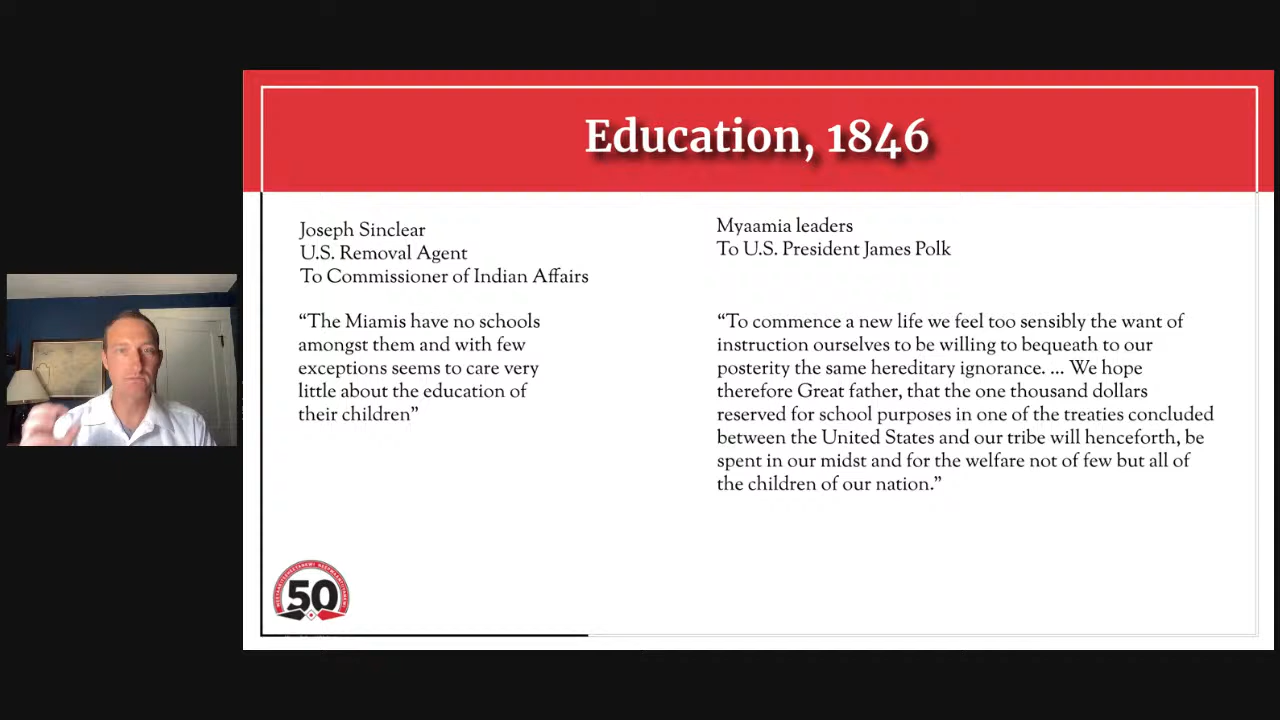 Education, 1846
Joseph Sinclear
U.S. Removal Agent
To Commissioner of Indian Affairs
“The Miamis have no schools
amongst them and with few
exceptions seems to care very
little about the education of
their children”
Myaamia leaders
To U.S. President James Polk
“To commence a new life we feel too sensibly the want of
instruction ourselves to be willing to bequeath to our
posterity the same hereditary ignorance. ... We hope
therefore Great father, that the one thousand dollars
reserved for school purposes in one of the treaties concluded
between the United States and our tribe will henceforth, be
spent in our midst and for the welfare not of few but all of
the children of our nation.”
50